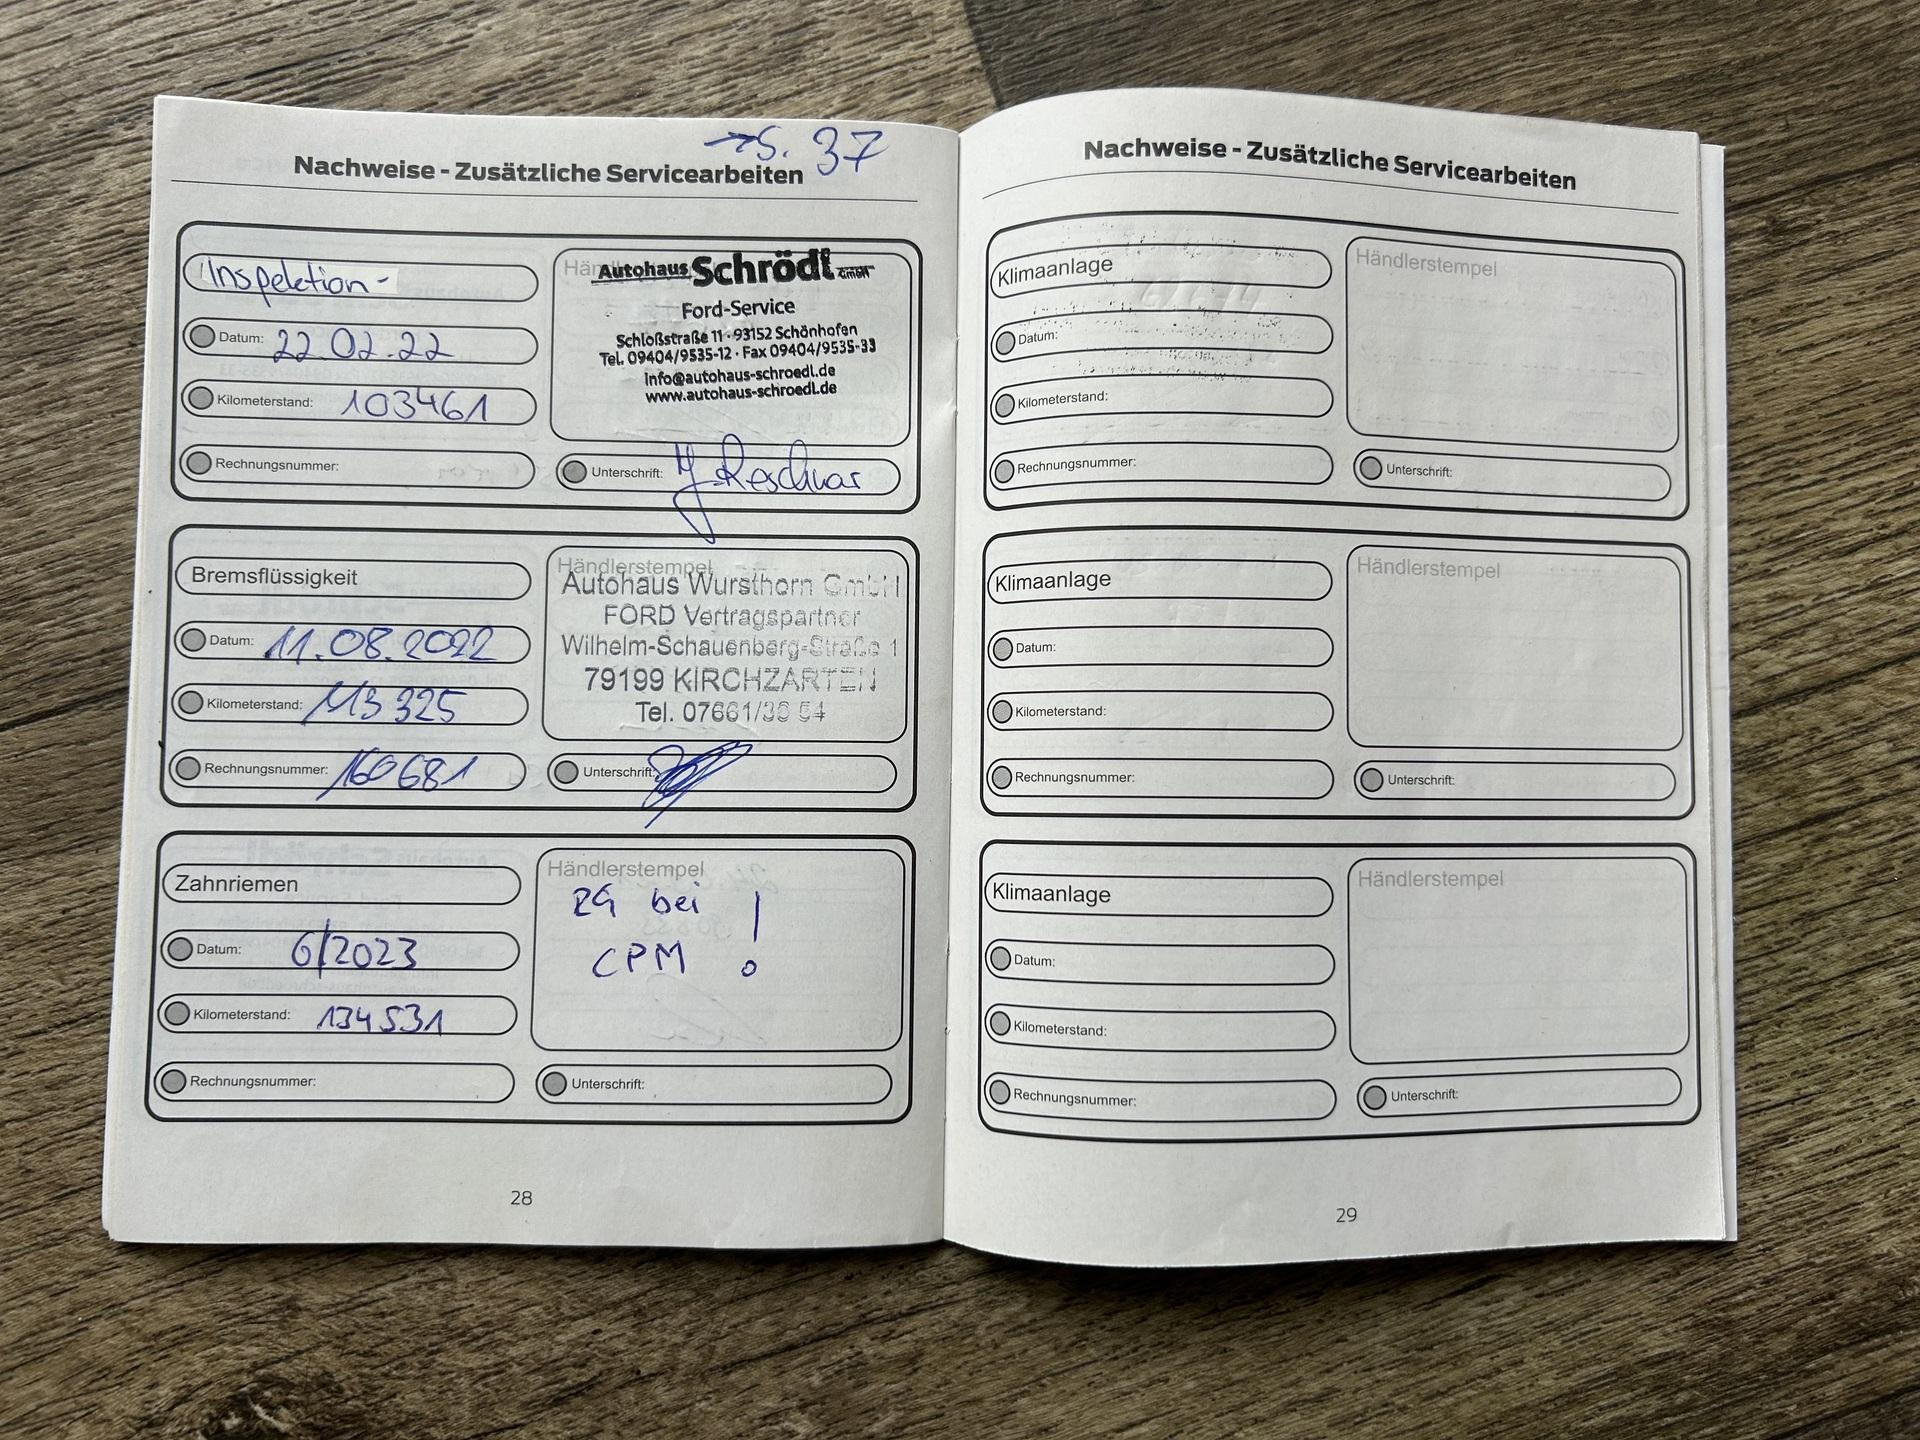 → S. 37
Nachweise - Zusätzliche Servicearbeiten
Inspektion -
Datum: 22.02.22
Kilometerstand: 103461
Rechnungsnummer:
Händlerstempel
Autohaus Schrödl GmbH
Ford-Service
Schloßstraße 11 · 93152 Schönhofen
Tel. 09404/9535-12 · Fax 09404/9535-33
info@autohaus-schroedl.de
www.autohaus-schroedl.de
Unterschrift:
Bremsflüssigkeit
Datum: 11.08.2022
Kilometerstand: 113 325
Rechnungsnummer: 160681
Händlerstempel
Autohaus Wursthorn GmbH
FORD Vertragspartner
Wilhelm-Schauenberg-Straße 1
79199 KIRCHZARTEN
Tel. 07661/
Unterschrift:
Zahnriemen
Datum: 6/2023
Kilometerstand: 134531
Rechnungsnummer:
Händlerstempel
RG bei !
CPM
Unterschrift:
28
Nachweise - Zusätzliche Servicearbeiten
Klimaanlage
Datum:
Kilometerstand:
Rechnungsnummer:
Händlerstempel
Unterschrift:
Klimaanlage
Datum:
Kilometerstand:
Rechnungsnummer:
Händlerstempel
Unterschrift:
Klimaanlage
Datum:
Kilometerstand:
Rechnungsnummer:
Händlerstempel
Unterschrift:
29